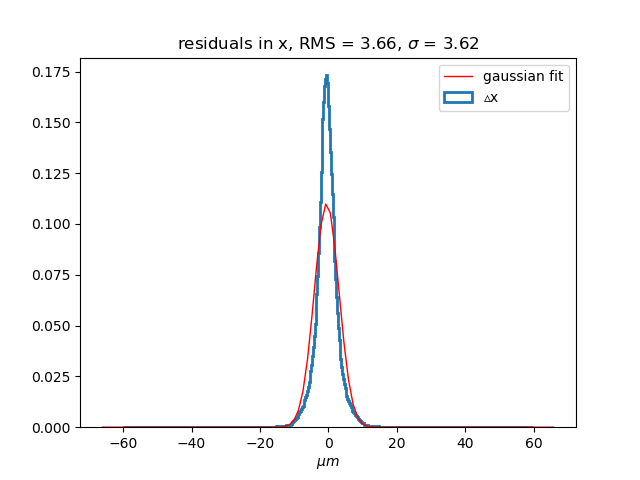 residuals in x, RMS = 3.66, σ = 3.62
gaussian fit
△x
0.175
0.150
0.125
0.100
0.075
0.050
0.025
0.000
−60 −40 −20 0 20 40 60
μm